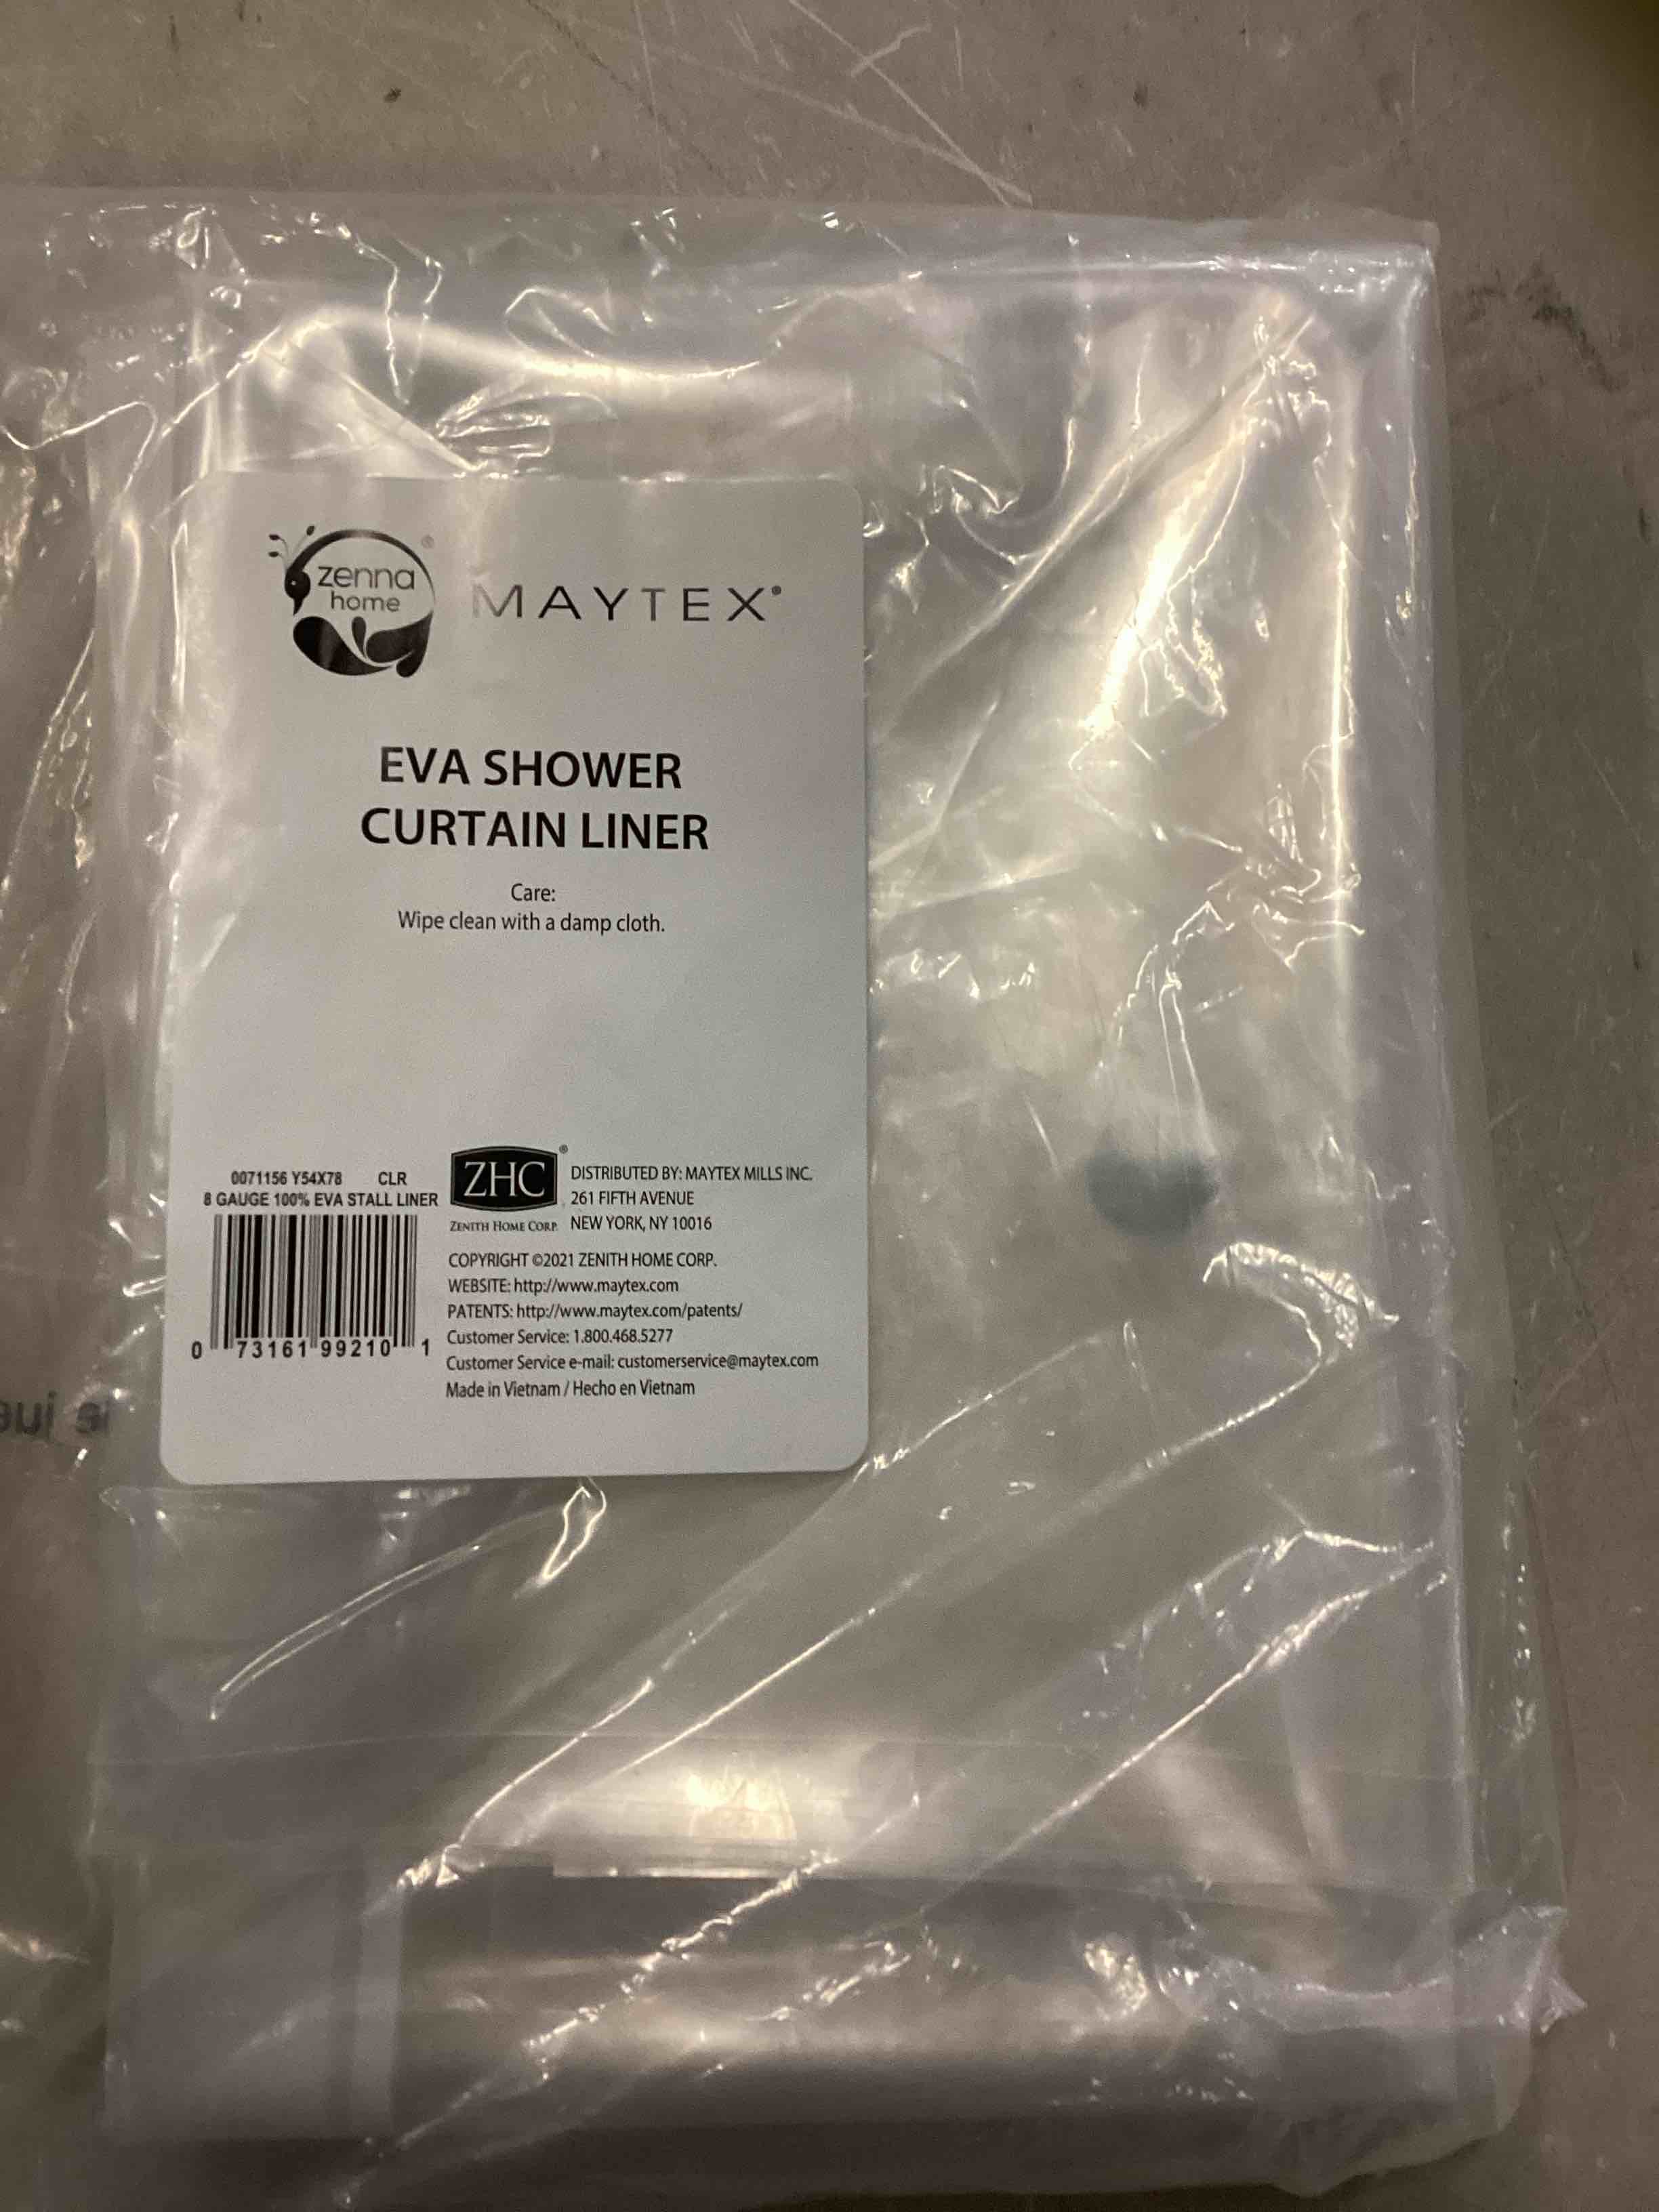 zenna
home
®
MAYTEX®
EVA SHOWER
CURTAIN LINER
Care:
Wipe clean with a damp cloth.
0071156 Y54X78 CLR
8 GAUGE 100% EVA STALL LINER
0 73161 99210 1
ZHC®
ZENITH HOME CORP.
DISTRIBUTED BY: MAYTEX MILLS INC.
261 FIFTH AVENUE
NEW YORK, NY 10016
COPYRIGHT ©2021 ZENITH HOME CORP.
WEBSITE: http://www.maytex.com
PATENTS: http://www.maytex.com/patents/
Customer Service: 1.800.468.5277
Customer Service e-mail: customerservice@maytex.com
Made in Vietnam / Hecho en Vietnam